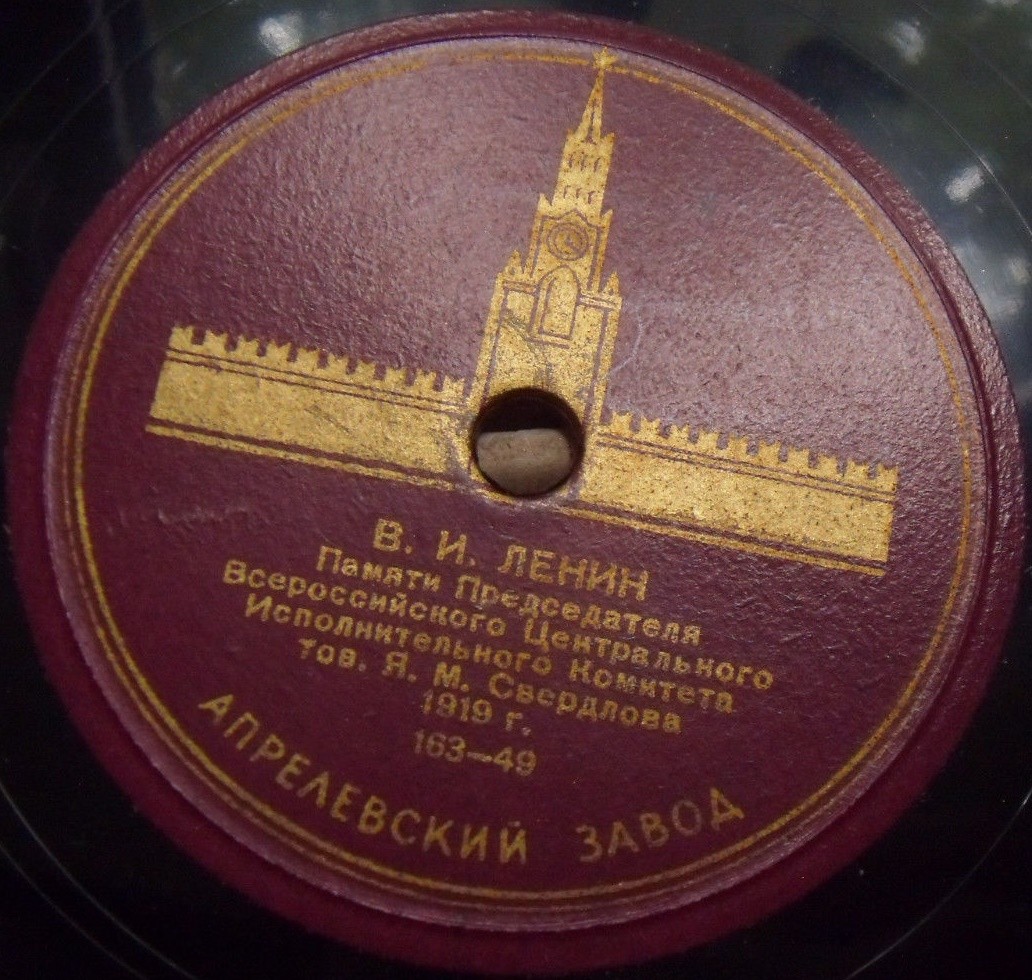 В. И. ЛЕНИН
Памяти Председателя
Всероссийского Центрального
Исполнительного Комитета
тов. Я. М. Свердлова
1919 г.
163—49
АПРЕЛЕВСКИЙ ЗАВОД